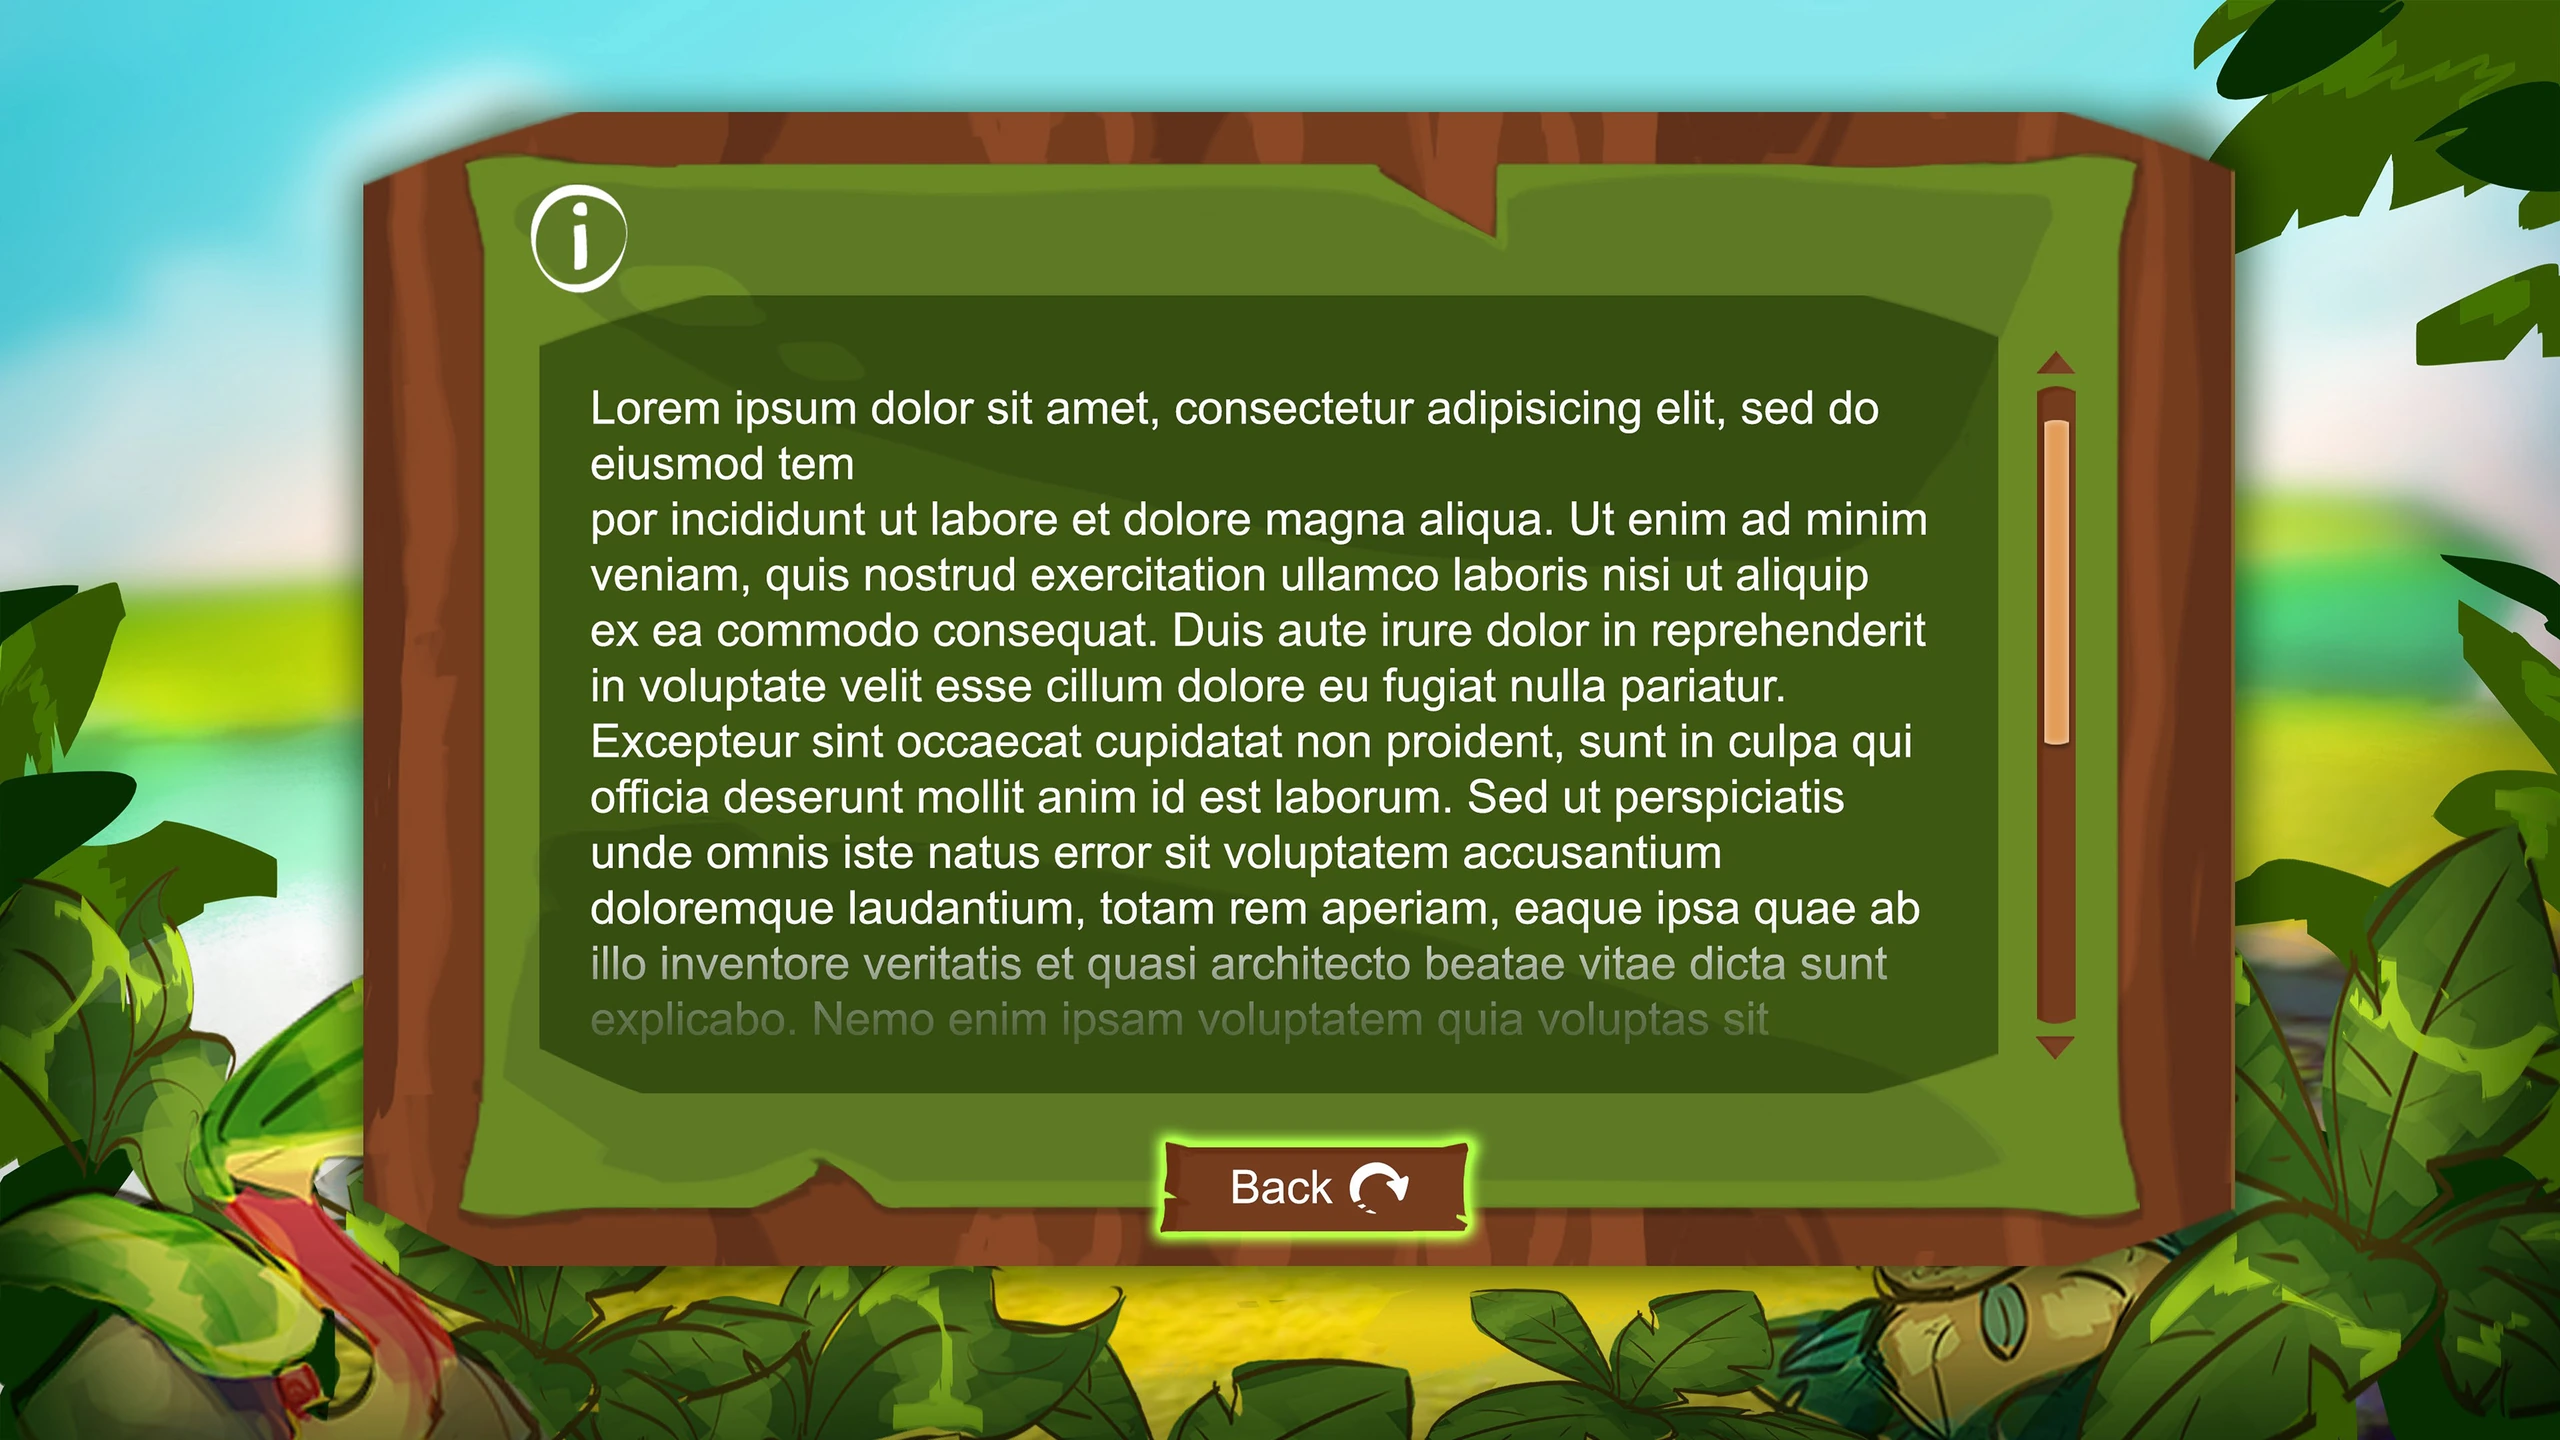 i
Lorem ipsum dolor sit amet, consectetur adipisicing elit, sed do
eiusmod tem
por incididunt ut labore et dolore magna aliqua. Ut enim ad minim
veniam, quis nostrud exercitation ullamco laboris nisi ut aliquip
ex ea commodo consequat. Duis aute irure dolor in reprehenderit
in voluptate velit esse cillum dolore eu fugiat nulla pariatur.
Excepteur sint occaecat cupidatat non proident, sunt in culpa qui
officia deserunt mollit anim id est laborum. Sed ut perspiciatis
unde omnis iste natus error sit voluptatem accusantium
doloremque laudantium, totam rem aperiam, eaque ipsa quae ab
illo inventore veritatis et quasi architecto beatae vitae dicta sunt
explicabo. Nemo enim ipsam voluptatem quia voluptas sit
Back